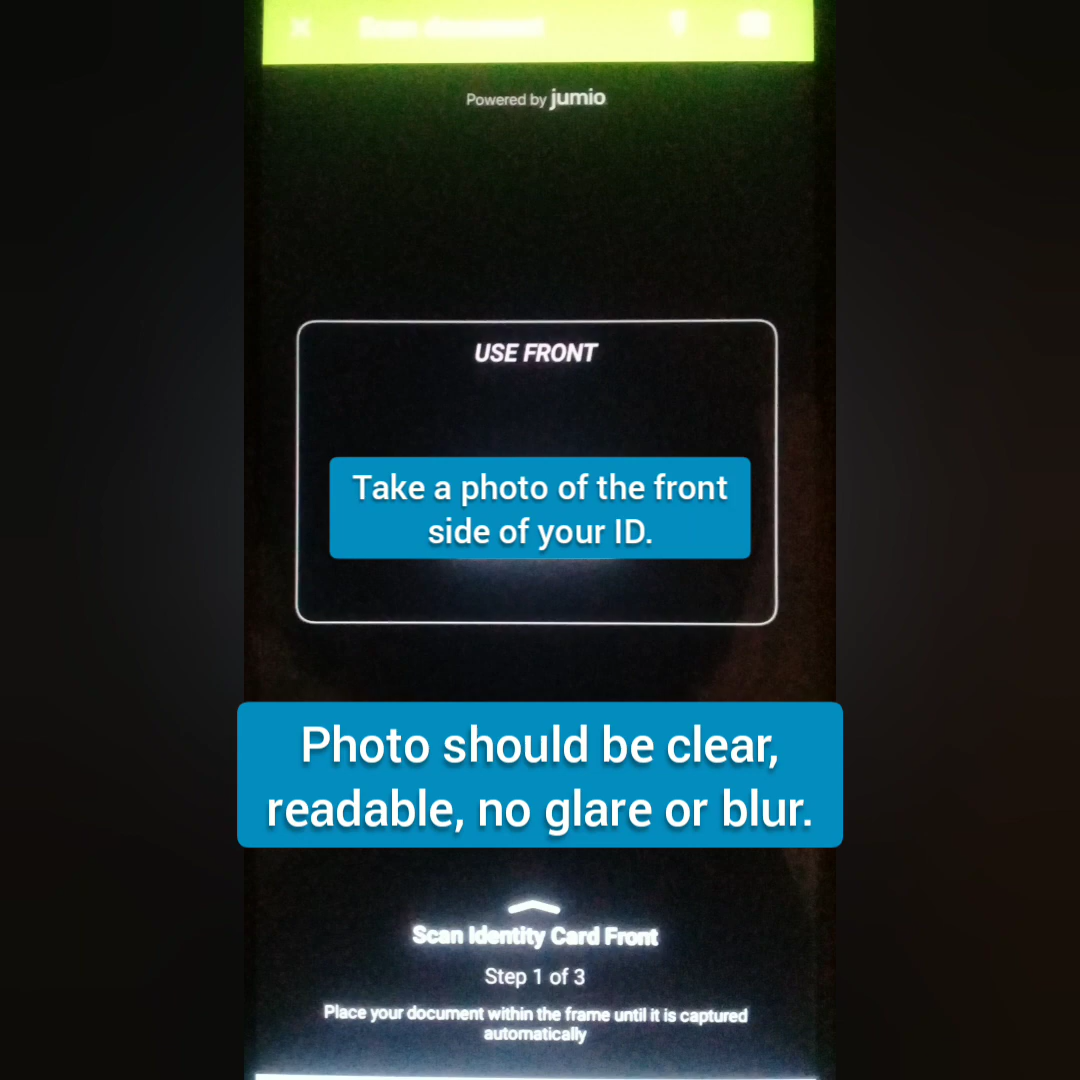 Scan document
Powered by jumio
USE FRONT
Take a photo of the front
side of your ID.
Photo should be clear,
readable, no glare or blur.
Scan Identity Card Front
Step 1 of 3
Place your document within the frame until it is captured
automatically